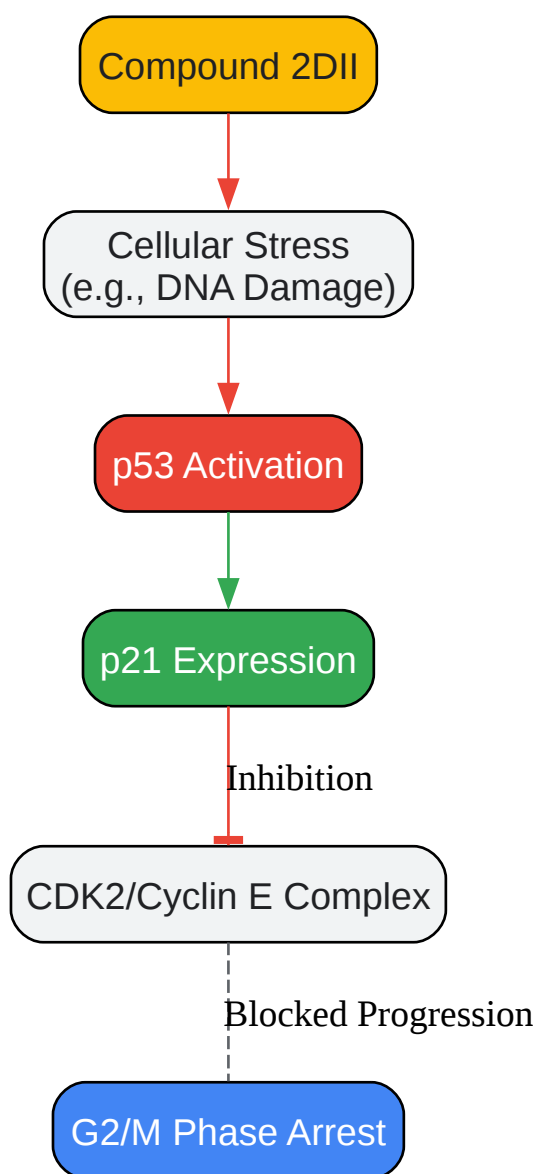 Compound 2DII
Cellular Stress
(e.g., DNA Damage)
p53 Activation
p21 Expression
Inhibition
CDK2/Cyclin E Complex
Blocked Progression
G2/M Phase Arrest